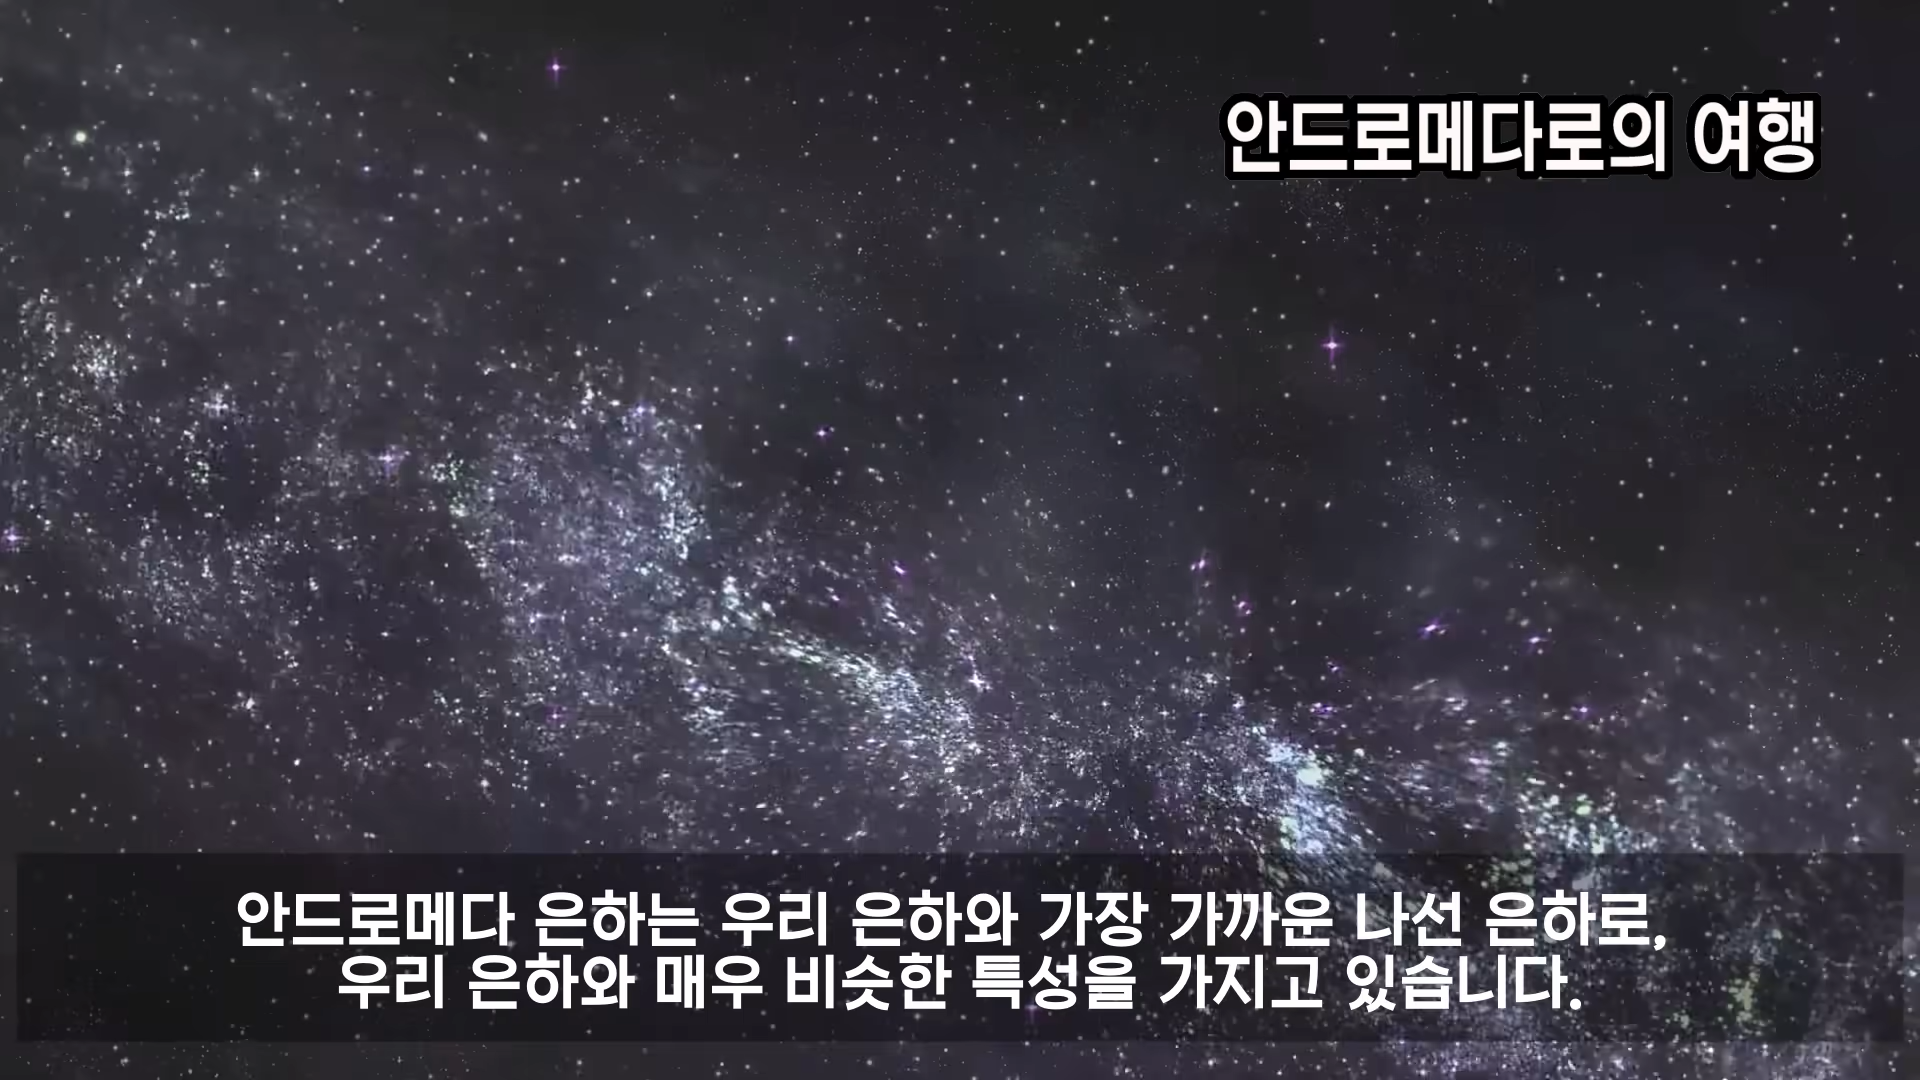 안드로메다로의 여행
안드로메다 은하는 우리 은하와 가장 가까운 나선 은하로,
우리 은하와 매우 비슷한 특성을 가지고 있습니다.